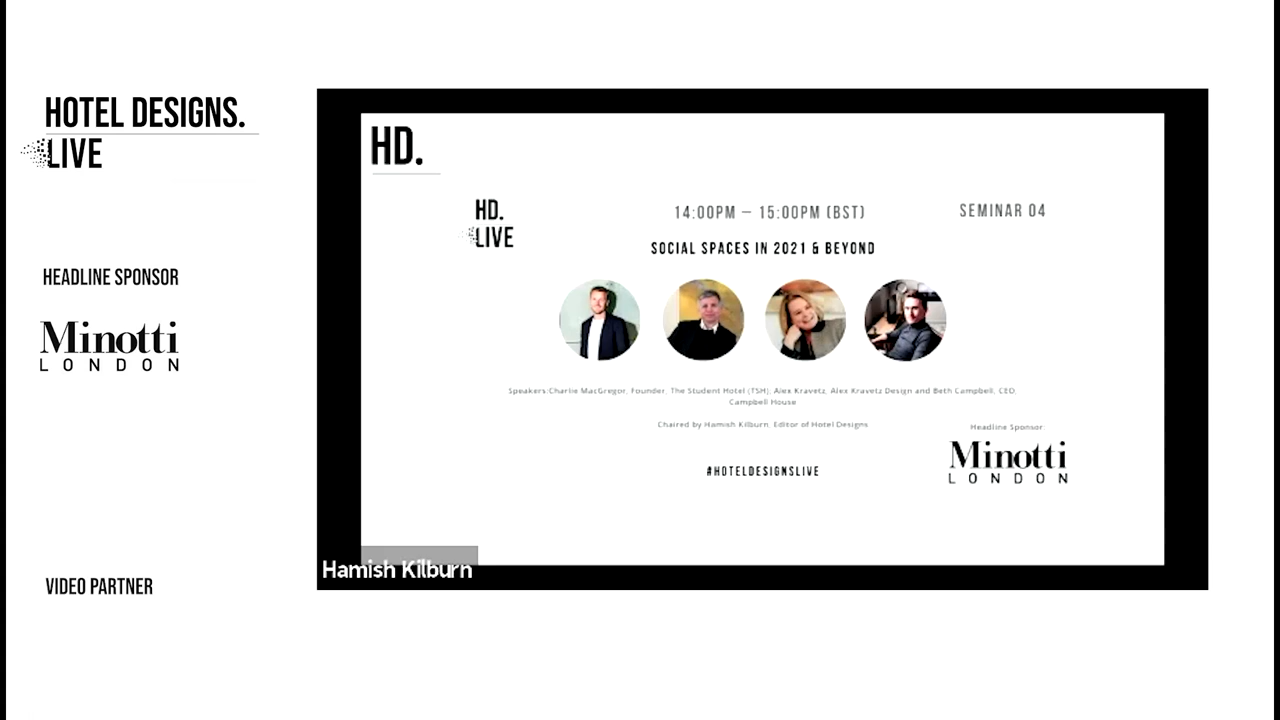 HOTEL DESIGNS.
LIVE
HEADLINE SPONSOR
Minotti
LONDON
VIDEO PARTNER
HD.
HD.
LIVE
14:00PM – 15:00PM (BST)
SEMINAR 04
SOCIAL SPACES IN 2021 & BEYOND
Speakers:Charlie MacGregor, Founder, The Student Hotel (TSH), Alex Kravetz, Alex Kravetz Design and Beth Campbell, CEO,
Campbell House
Chaired by Hamish Kilburn, Editor of Hotel Designs
Headline Sponsor:
Minotti
LONDON
#HOTELDESIGNSLIVE
Hamish Kilburn